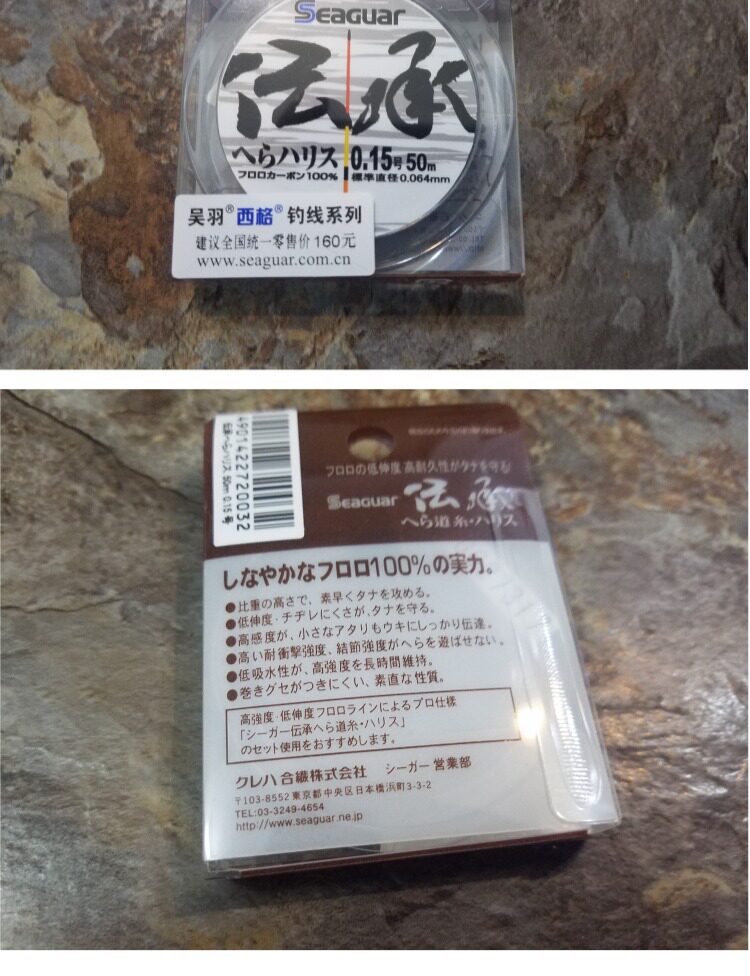 Seaguar
伝承
へらハリス 0.15号 50m
フロロカーボン100% 標準直径0.064mm
吴羽® 西格® 钓线系列
建议全国统一零售价160元
www.seaguar.com.cn
4901422720032
伝承へらハリス 50m 0.15号
フロロの低伸度・高耐久性がタナを守る!
Seaguar 伝承
へら道糸・ハリス
しなやかなフロロ100%の実力。
●比重の高さで、素早くタナを攻める。
●低伸度・チヂレにくさが、タナを守る。
●高感度が、小さなアタリもウキにしっかり伝達。
●高い耐衝撃強度、結節強度がへらを遊ばせない。
●低吸水性が、高強度を長時間維持。
●巻きグセがつきにくい、素直な性質。
高強度・低伸度フロロラインによるプロ仕様
「シーガー伝承へら道糸・ハリス」
のセット使用をおすすめします。
クレハ合繊株式会社 シーガー営業部
〒103-8552 東京都中央区日本橋浜町3-3-2
TEL:03-3249-4654
http://www.seaguar.ne.jp